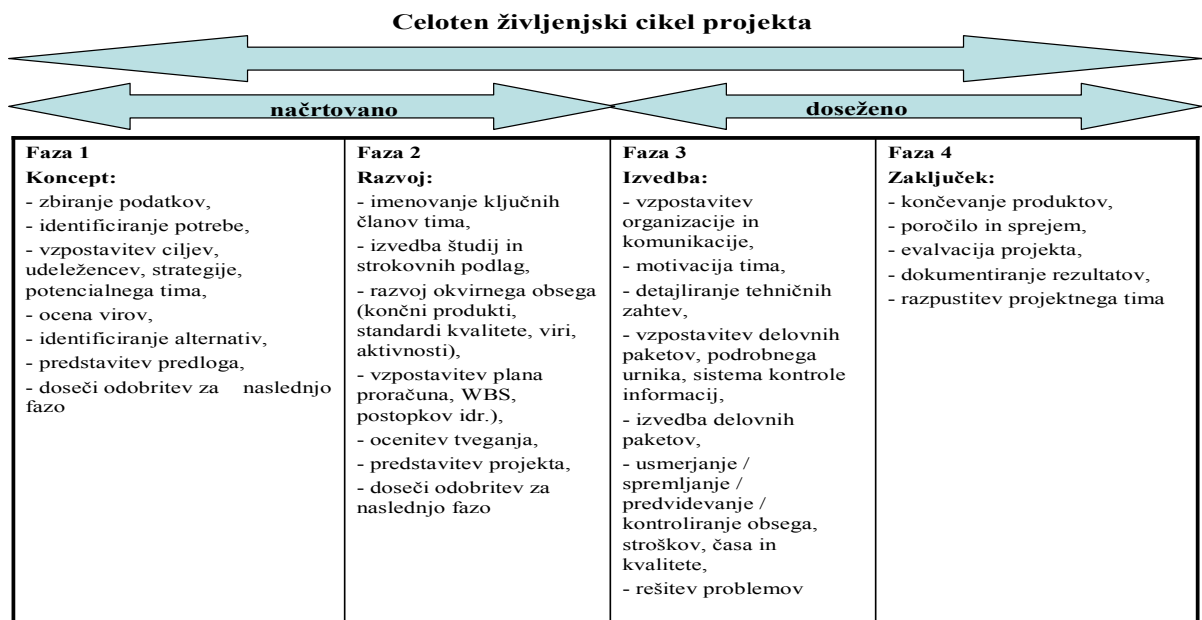 Celoten življenjski cikel projekta
načrtovano
doseženo
Faza 1
Koncept:
- zbiranje podatkov,
- identificiranje potrebe,
- vzpostavitev ciljev,
udeležencev, strategije,
potencialnega tima,
- ocena virov,
- identificiranje alternativ,
- predstavitev predloga,
- doseči odobritev za naslednjo
fazo
Faza 2
Razvoj:
- imenovanje ključnih
članov tima,
- izvedba študij in
strokovnih podlag,
- razvoj okvirnega obsega
(končni produkti,
standardi kvalitete, viri,
aktivnosti),
- vzpostavitev plana
proračuna, WBS,
postopkov idr.),
- ocenitev tveganja,
- predstavitev projekta,
- doseči odobritev za
naslednjo fazo
Faza 3
Izvedba:
- vzpostavitev
organizacije in
komunikacije,
- motivacija tima,
- detajliranje tehničnih
zahtev,
- vzpostavitev delovnih
paketov, podrobnega
urnika, sistema kontrole
informacij,
- izvedba delovnih
paketov,
- usmerjanje /
spremljanje /
predvidevanje /
kontroliranje obsega,
stroškov, časa in
kvalitete,
- rešitev problemov
Faza 4
Zaključek:
- končevanje produktov,
- poročilo in sprejem,
- evalvacija projekta,
- dokumentiranje rezultatov,
- razpustitev projektnega tima